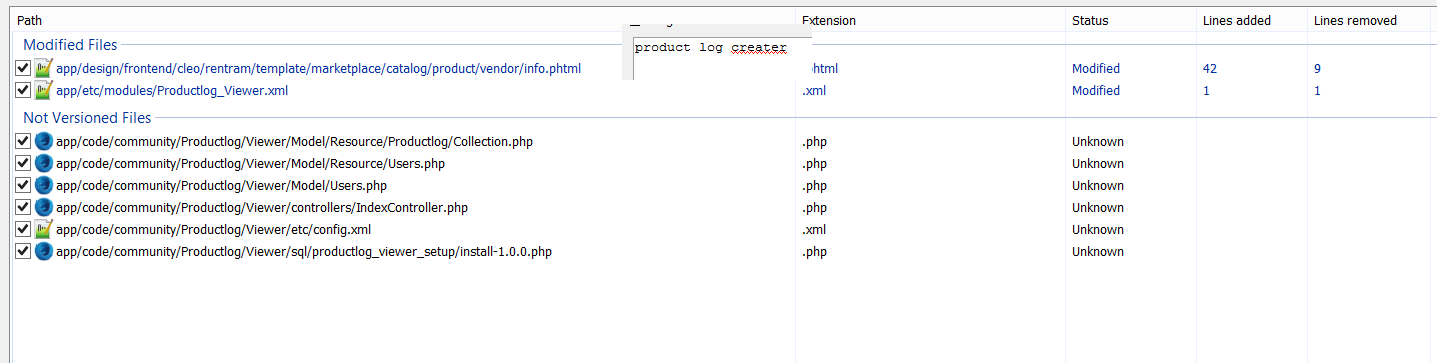 Path Extension Status Lines added Lines removed
Modified Files
product log creater
app/design/frontend/cleo/rentram/template/marketplace/catalog/product/vendor/info.phtml .phtml Modified 42 9
app/etc/modules/Productlog_Viewer.xml .xml Modified 1 1
Not Versioned Files
app/code/community/Productlog/Viewer/Model/Resource/Productlog/Collection.php .php Unknown
app/code/community/Productlog/Viewer/Model/Resource/Users.php .php Unknown
app/code/community/Productlog/Viewer/Model/Users.php .php Unknown
app/code/community/Productlog/Viewer/controllers/IndexController.php .php Unknown
app/code/community/Productlog/Viewer/etc/config.xml .xml Unknown
app/code/community/Productlog/Viewer/sql/productlog_viewer_setup/install-1.0.0.php .php Unknown